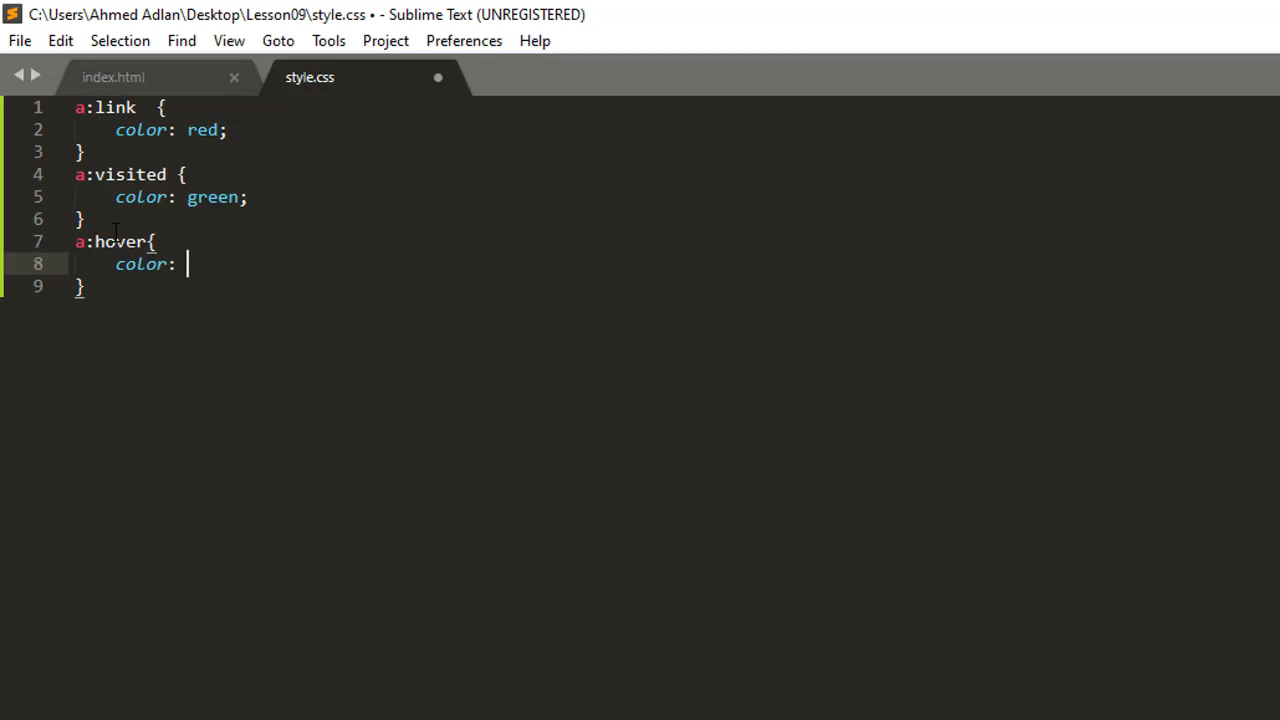 C:\Users\Ahmed Adlan\Desktop\Lesson09\style.css • - Sublime Text (UNREGISTERED)
File Edit Selection Find View Goto Tools Project Preferences Help
index.html style.css
1 a:link  {
2 color: red;
3 }
4 a:visited {
5 color: green;
6 }
7 a:hover{
8 color:
9 }